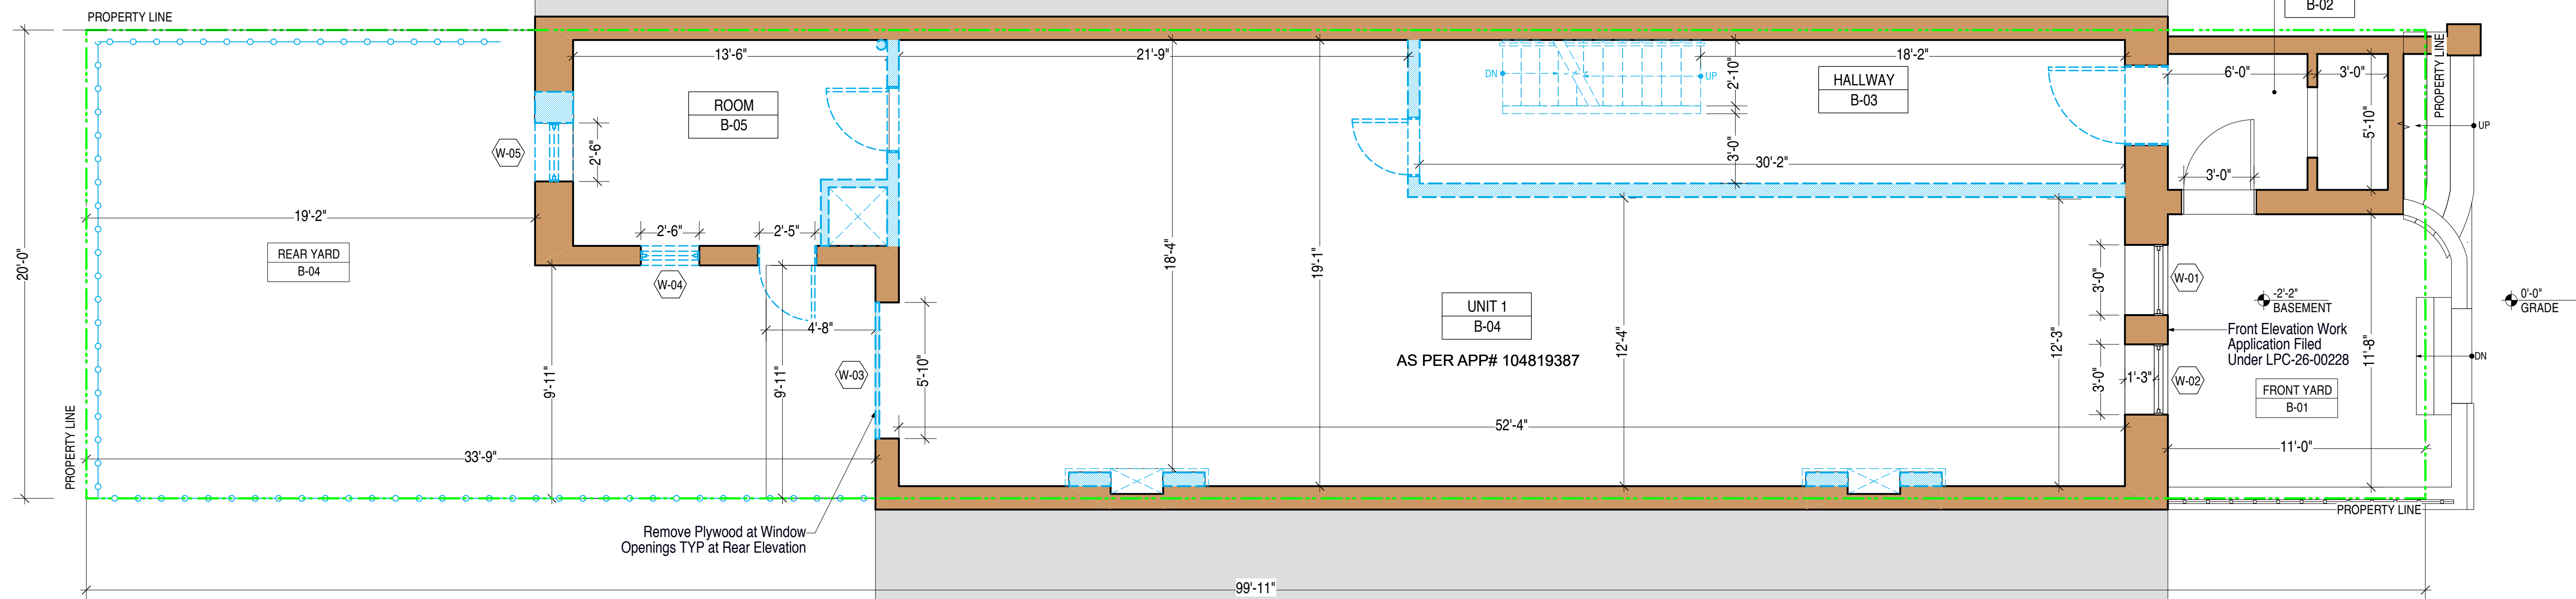 PROPERTY LINE
B-02
13'-6"
21'-9"
18'-2"
6'-0"
3'-0"
PROPERTY LINE
DN
UP
2'-10"
ROOM
B-05
HALLWAY
B-03
5'-10"
UP
W-05
2'-6"
3'-0"
30'-2"
3'-0"
19'-2"
2'-6"
2'-5"
REAR YARD
B-04
20'-0"
W-04
18'-4"
19'-1"
3'-0"
W-01
-2'-2"
BASEMENT
0'-0"
GRADE
UNIT 1
B-04
4'-8"
Front Elevation Work
Application Filed
Under LPC-26-00228
AS PER APP# 104819387
12'-4"
12'-3"
11'-8"
DN
9'-11"
9'-11"
W-03
5'-10"
3'-0"
1'-3"
W-02
FRONT YARD
B-01
PROPERTY LINE
52'-4"
33'-9"
11'-0"
PROPERTY LINE
Remove Plywood at Window
Openings TYP at Rear Elevation
99'-11"